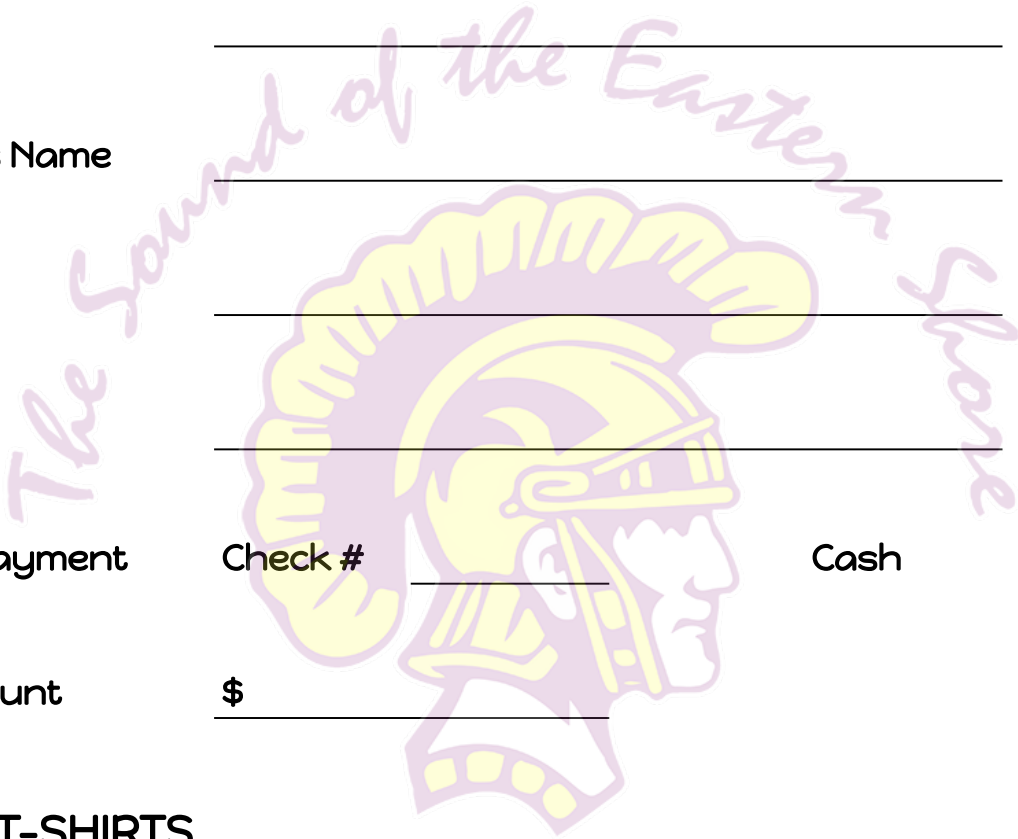 The Sound of the Eastern Shore
Name
ayment Check # Cash
unt $
T-SHIRTS